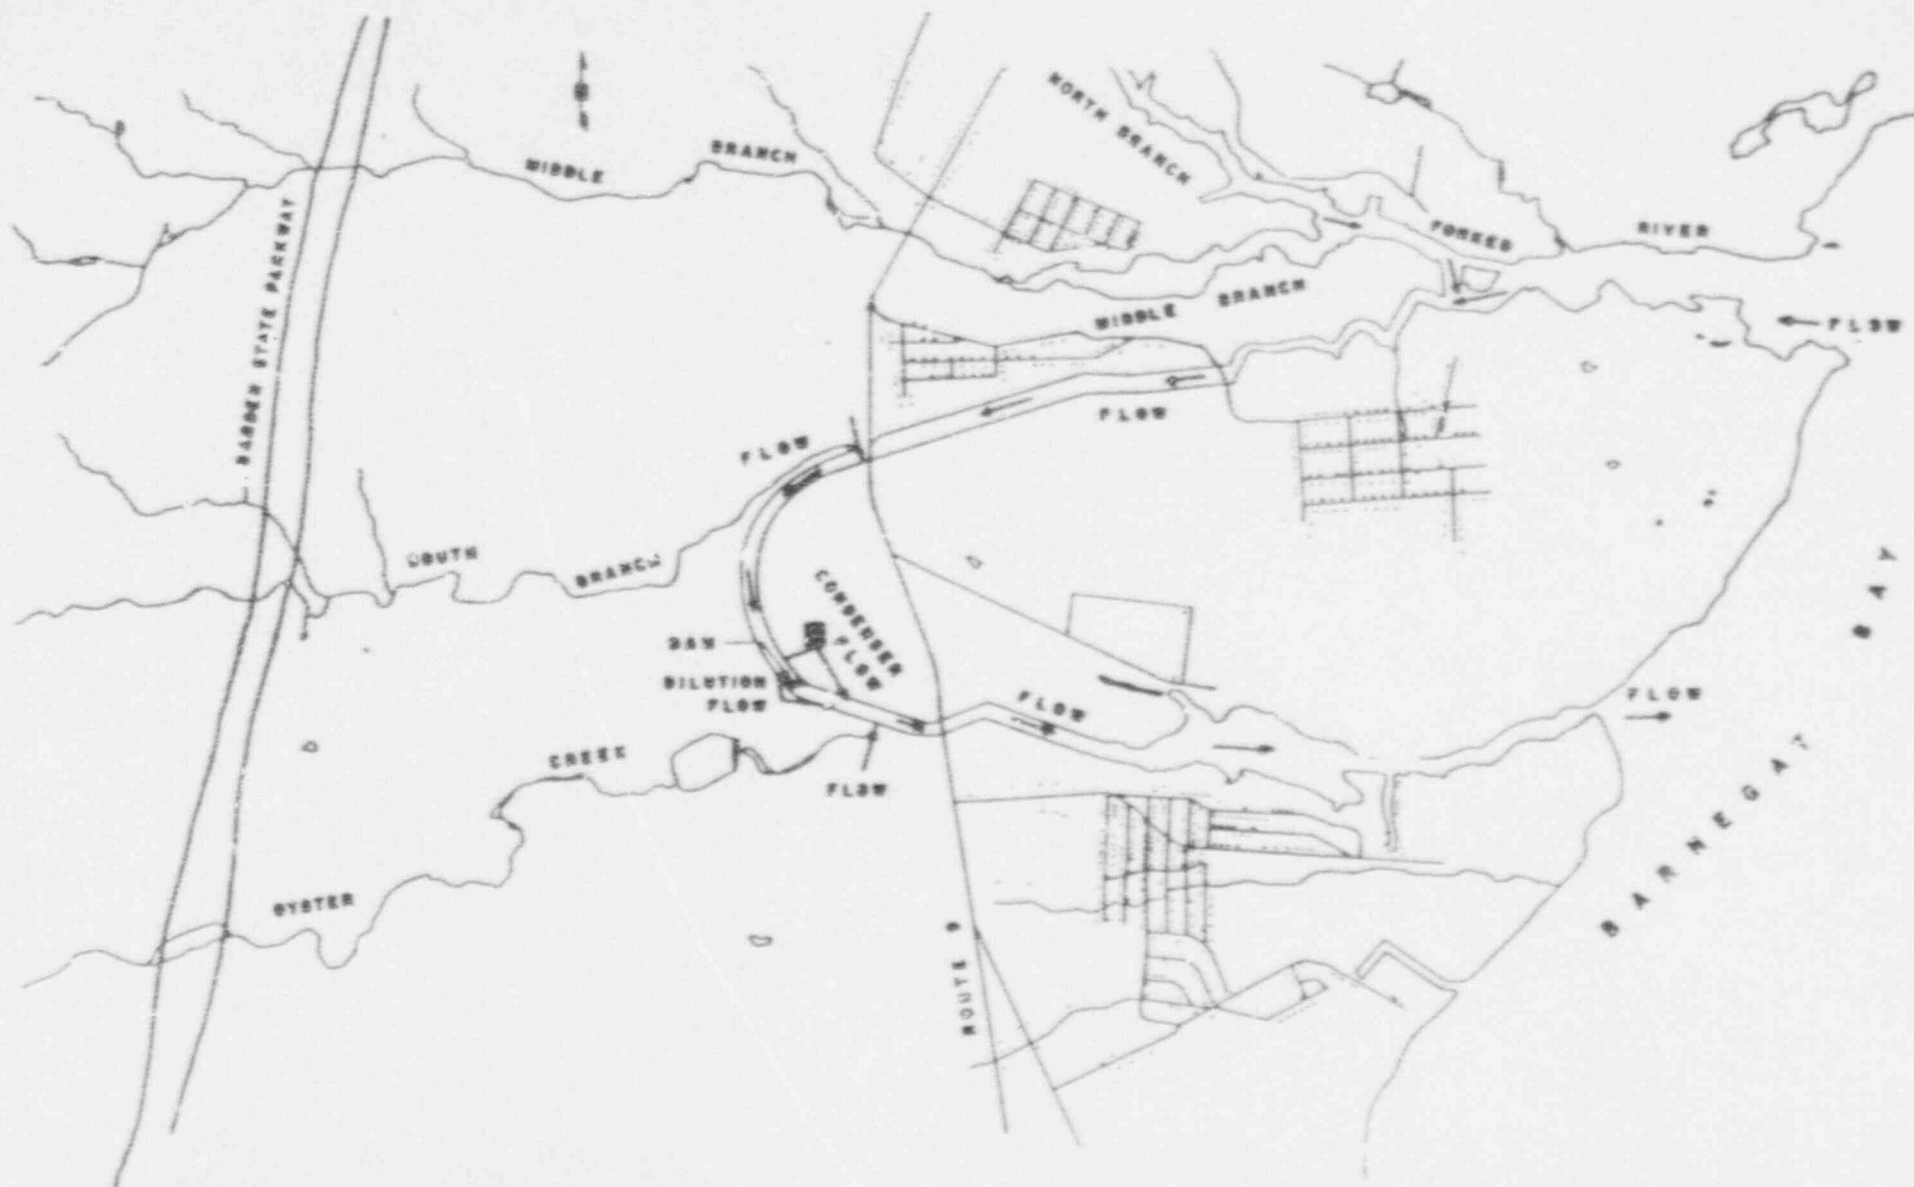 NORTH BRANCH
MIDDLE BRANCH
GARDEN STATE PARKWAY
FORKED RIVER
MIDDLE BRANCH
FLOW
FLOW
FLOW
SOUTH BRANCH
CONDENSER
FLOW
DAM
DILUTION
FLOW
FLOW
FLOW
CREEK
FLOW
OYSTER
ROUTE 9
BARNEGAT BAY